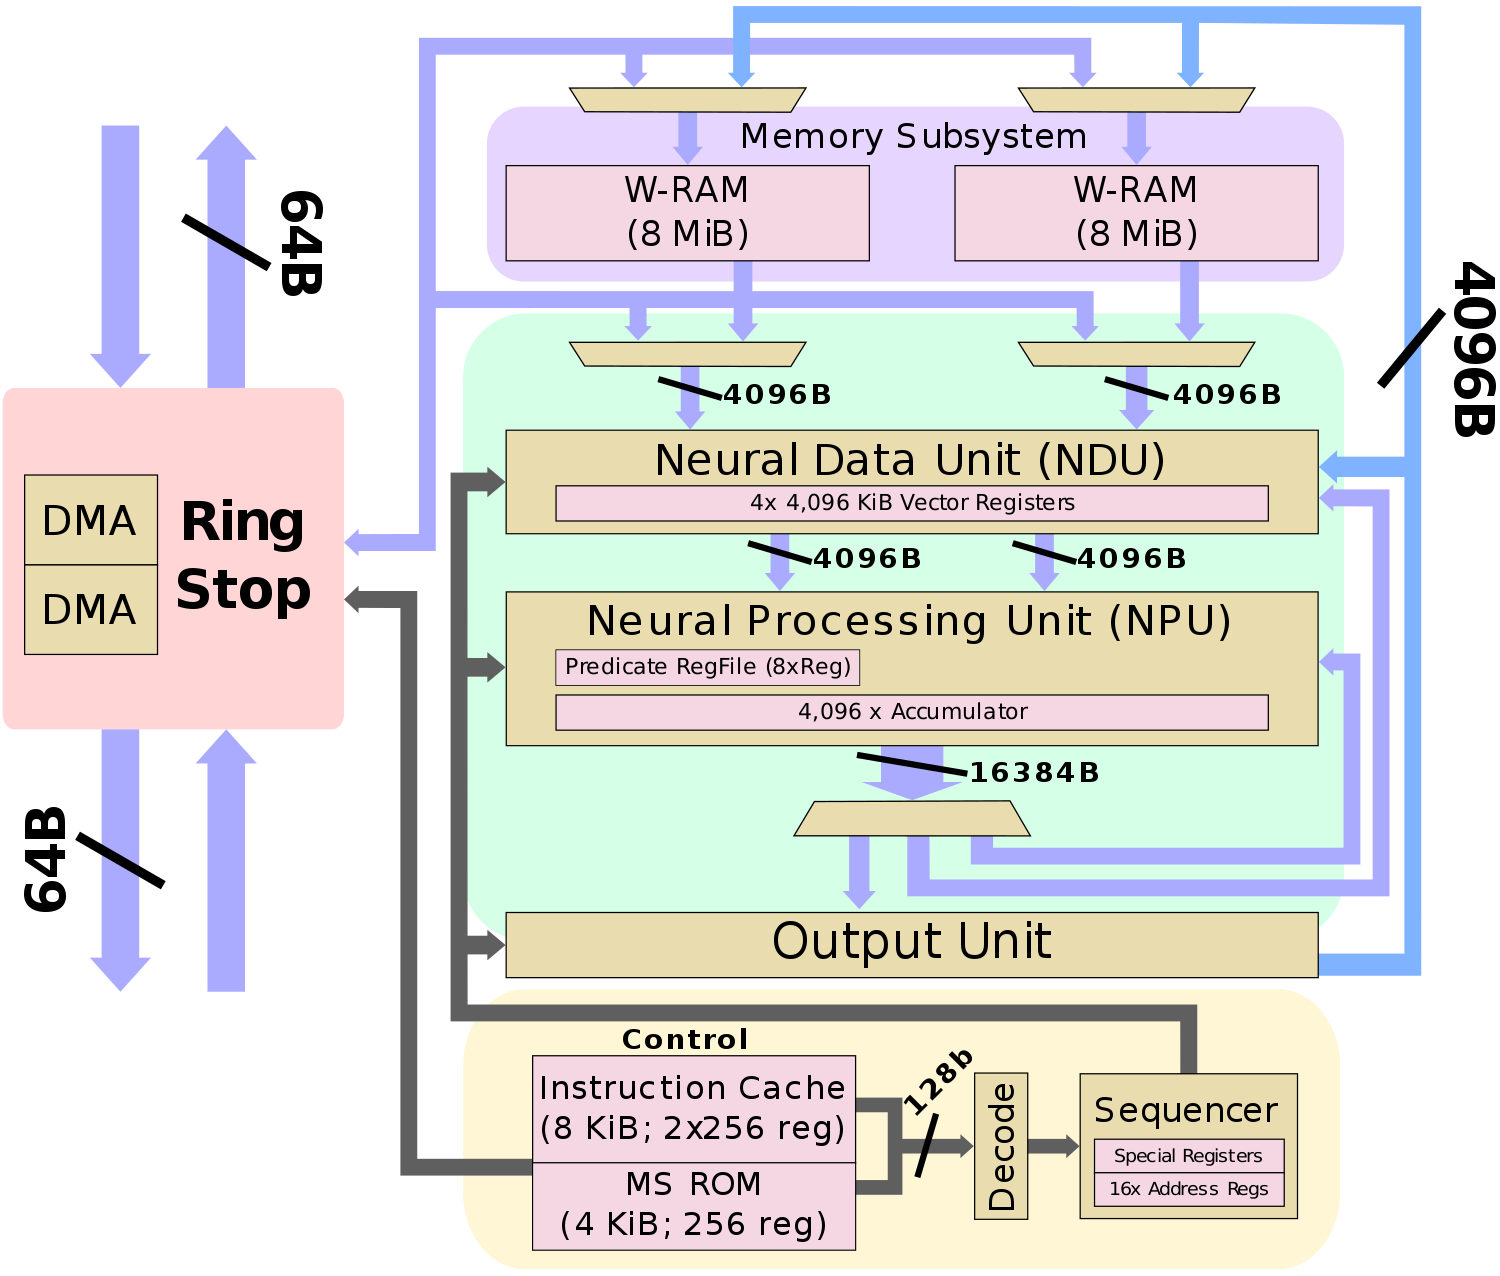 Memory Subsystem
W-RAM
(8 MiB)
W-RAM
(8 MiB)
64B
4096B
4096B
4096B
Neural Data Unit (NDU)
4x 4,096 KiB Vector Registers
DMA
DMA
Ring
Stop
4096B
4096B
Neural Processing Unit (NPU)
Predicate RegFile (8xReg)
4,096 x Accumulator
16384B
64B
Output Unit
Control
Instruction Cache
(8 KiB; 2x256 reg)
MS ROM
(4 KiB; 256 reg)
128b
Decode
Sequencer
Special Registers
16x Address Regs